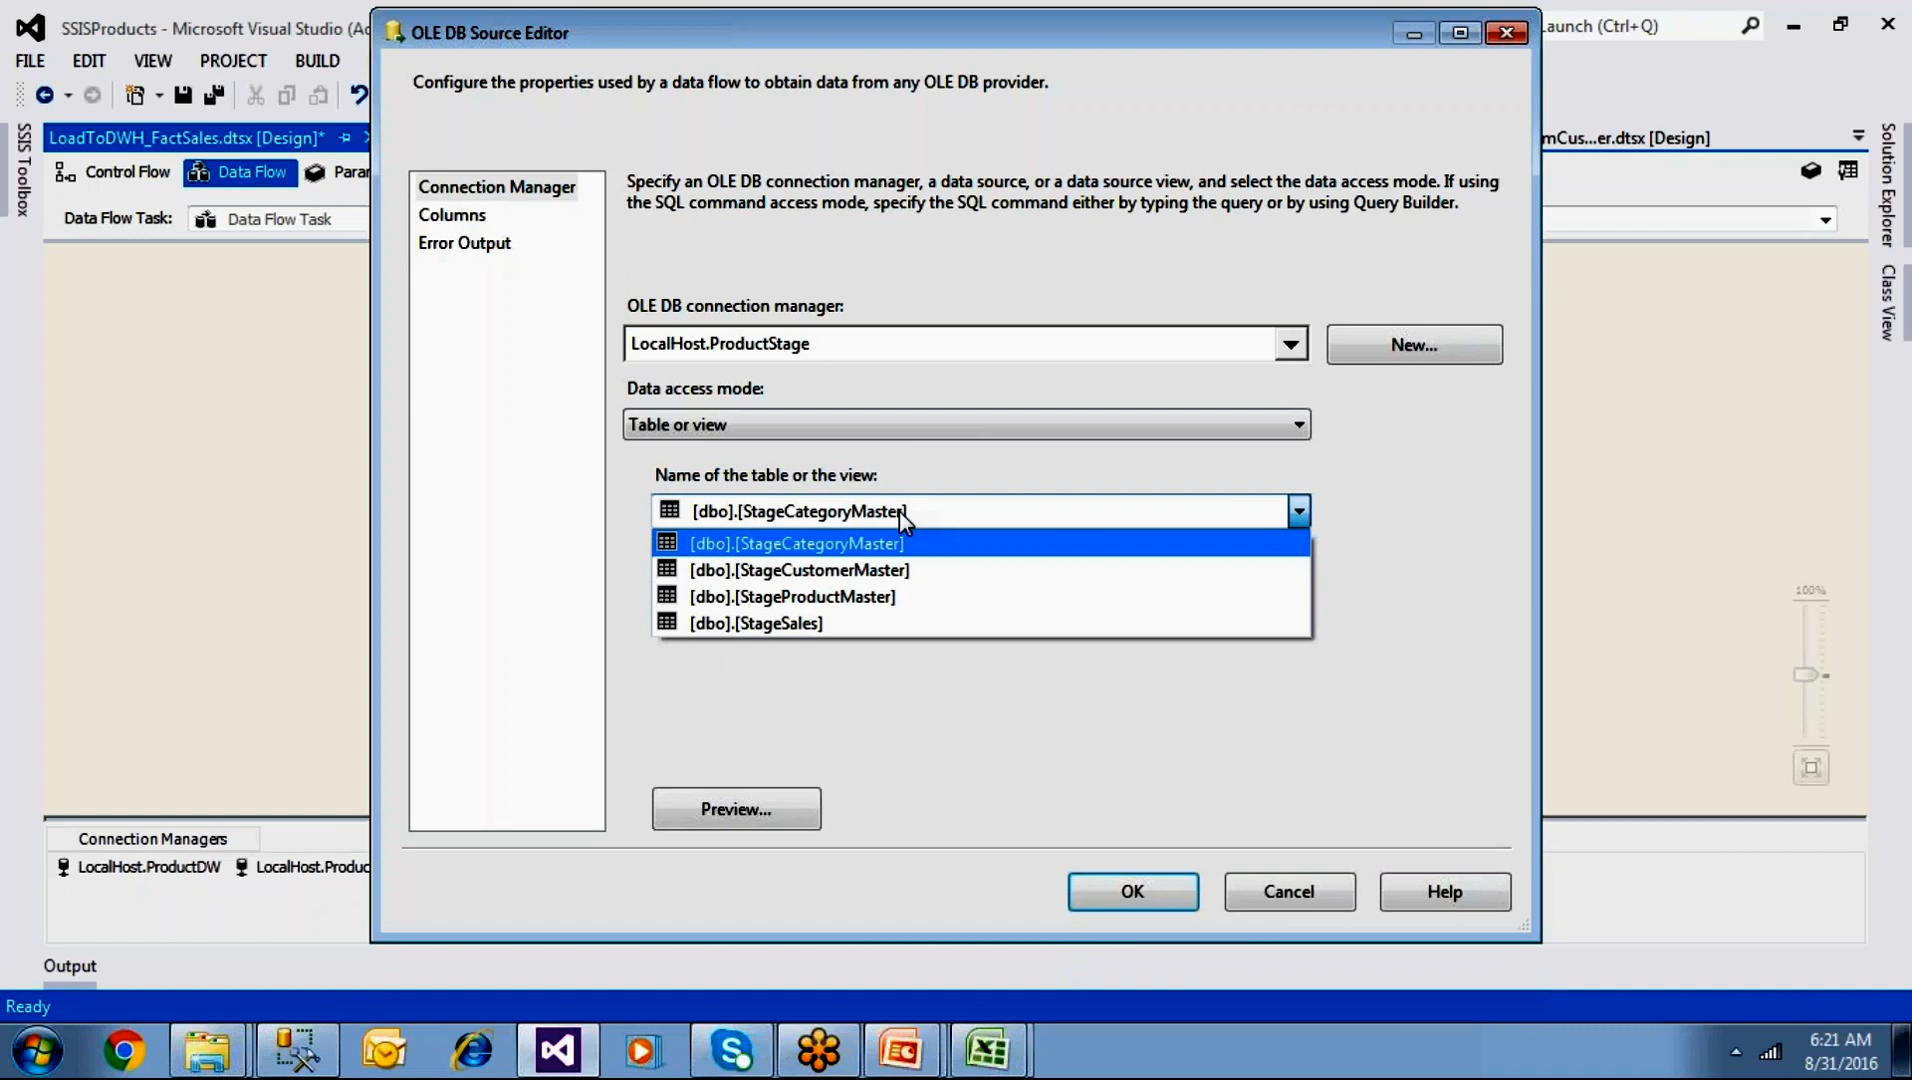 SSISProducts - Microsoft Visual Studio (Ac
OLE DB Source Editor
Launch (Ctrl+Q)
FILE EDIT VIEW PROJECT BUILD
Configure the properties used by a data flow to obtain data from any OLE DB provider.
LoadToDWH_FactSales.dtsx [Design]*
mCus...er.dtsx [Design]
Control Flow Data Flow Param
Data Flow Task: Data Flow Task
SSIS Toolbox
Solution Explorer
Class View
Connection Manager
Columns
Error Output
Specify an OLE DB connection manager, a data source, or a data source view, and select the data access mode. If using
the SQL command access mode, specify the SQL command either by typing the query or by using Query Builder.
OLE DB connection manager:
LocalHost.ProductStage
New...
Data access mode:
Table or view
Name of the table or the view:
[dbo].[StageCategoryMaster]
[dbo].[StageCategoryMaster]
[dbo].[StageCustomerMaster]
[dbo].[StageProductMaster]
[dbo].[StageSales]
100%
Preview...
Connection Managers
LocalHost.ProductDW LocalHost.Produc
OK Cancel Help
Output
Ready
6:21 AM
8/31/2016